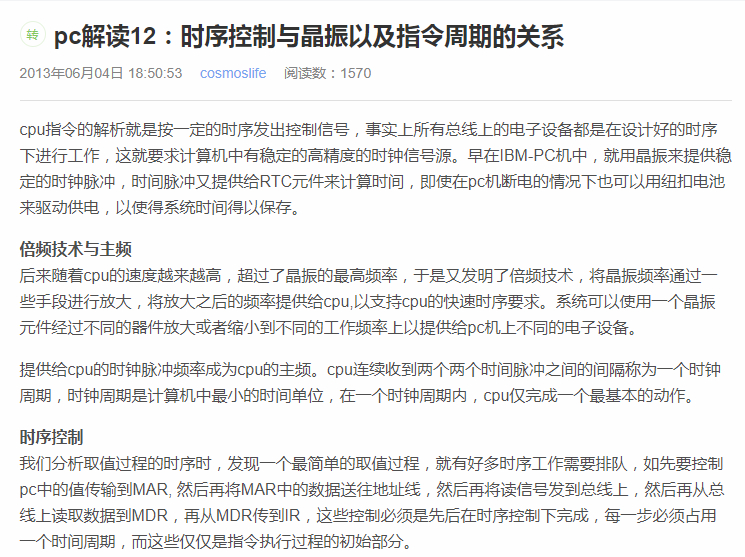 转 pc解读12：时序控制与晶振以及指令周期的关系
2013年06月04日 18:50:53 cosmoslife 阅读数：1570
cpu指令的解析就是按一定的时序发出控制信号，事实上所有总线上的电子设备都是在设计好的时序
下进行工作，这就要求计算机中有稳定的高精度的时钟信号源。早在IBM-PC机中，就用晶振来提供稳
定的时钟脉冲，时间脉冲又提供给RTC元件来计算时间，即使在pc机断电的情况下也可以用纽扣电池
来驱动供电，以使得系统时间得以保存。
倍频技术与主频
后来随着cpu的速度越来越高，超过了晶振的最高频率，于是又发明了倍频技术，将晶振频率通过一
些手段进行放大，将放大之后的频率提供给cpu,以支持cpu的快速时序要求。系统可以使用一个晶振
元件经过不同的器件放大或者缩小到不同的工作频率上以提供给pc机上不同的电子设备。
提供给cpu的时钟脉冲频率成为cpu的主频。cpu连续收到两个两个时间脉冲之间的间隔称为一个时钟
周期，时钟周期是计算机中最小的时间单位，在一个时钟周期内，cpu仅完成一个最基本的动作。
时序控制
我们分析取值过程的时序时，发现一个最简单的取值过程，就有好多时序工作需要排队，如先要控制
pc中的值传输到MAR, 然后再将MAR中的数据送往地址线，然后再将读信号发到总线上，然后再从总
线上读取数据到MDR，再从MDR传到IR，这些控制必须是先后在时序控制下完成，每一步必须占用
一个时间周期，而这些仅仅是指令执行过程的初始部分。